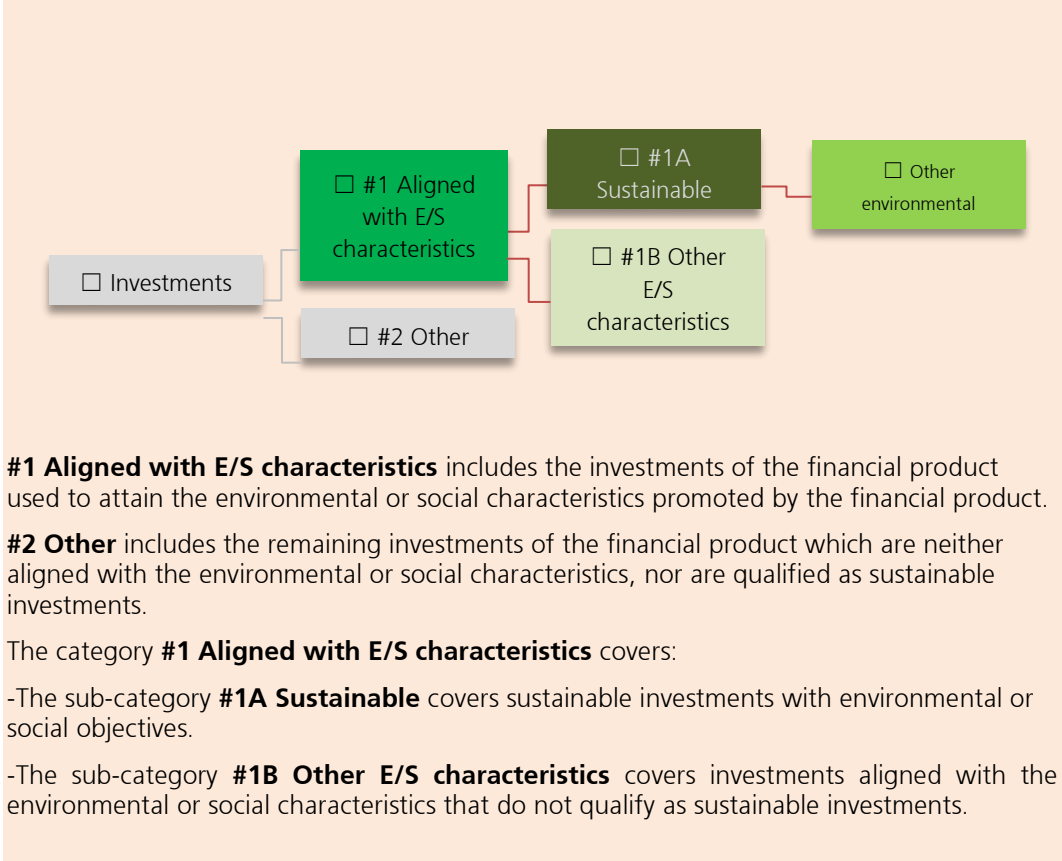 ☐ Investments
☐ #1 Aligned
with E/S
characteristics
☐ #2 Other
☐ #1A
Sustainable
☐ #1B Other
E/S
characteristics
☐ Other
environmental
#1 Aligned with E/S characteristics includes the investments of the financial product
used to attain the environmental or social characteristics promoted by the financial product.
#2 Other includes the remaining investments of the financial product which are neither
aligned with the environmental or social characteristics, nor are qualified as sustainable
investments.
The category #1 Aligned with E/S characteristics covers:
-The sub-category #1A Sustainable covers sustainable investments with environmental or
social objectives.
-The sub-category #1B Other E/S characteristics covers investments aligned with the
environmental or social characteristics that do not qualify as sustainable investments.